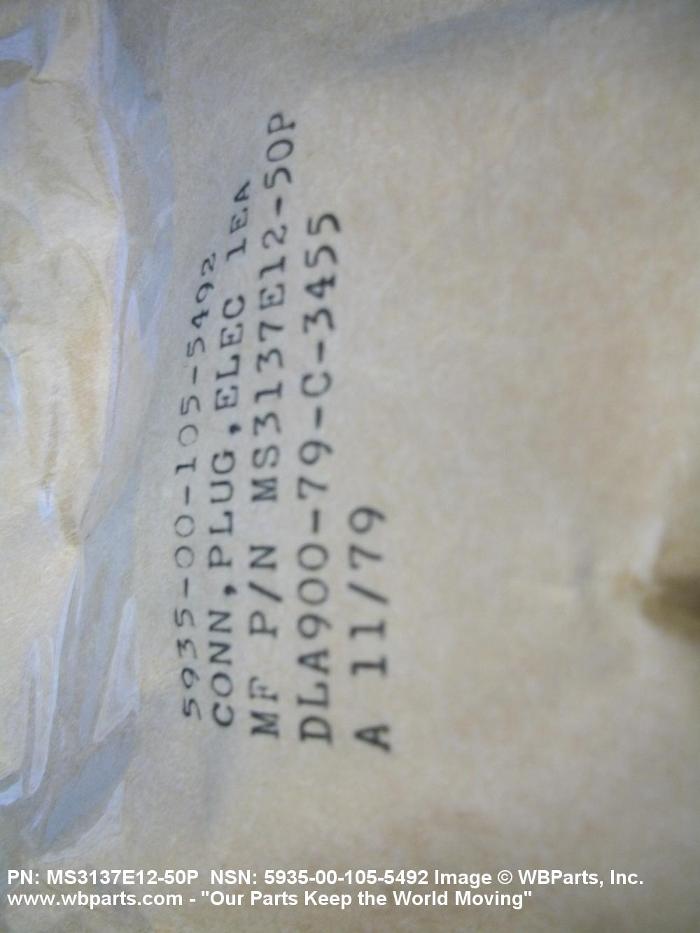 5935-00-105-5492
CONN,PLUG,ELEC 1EA
MF P/N MS3137E12-50P
DLA900-79-C-3455
A 11/79
PN: MS3137E12-50P NSN: 5935-00-105-5492 Image © WBParts, Inc.
www.wbparts.com - "Our Parts Keep the World Moving"